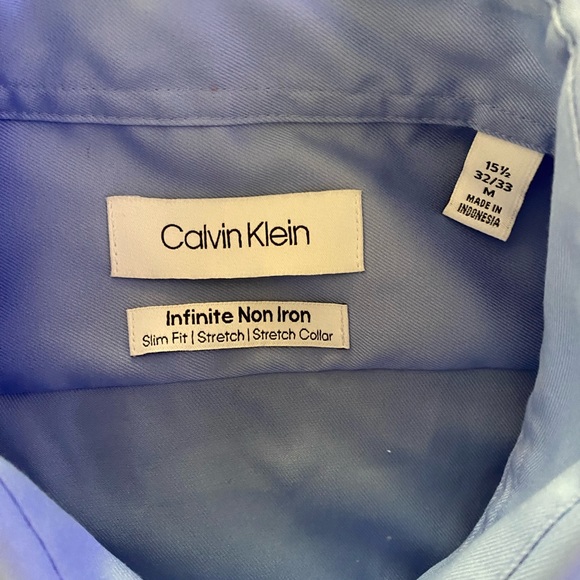 Calvin Klein
Infinite Non Iron
Slim Fit | Stretch | Stretch Collar
15½
32/33
M
MADE IN
INDONESIA